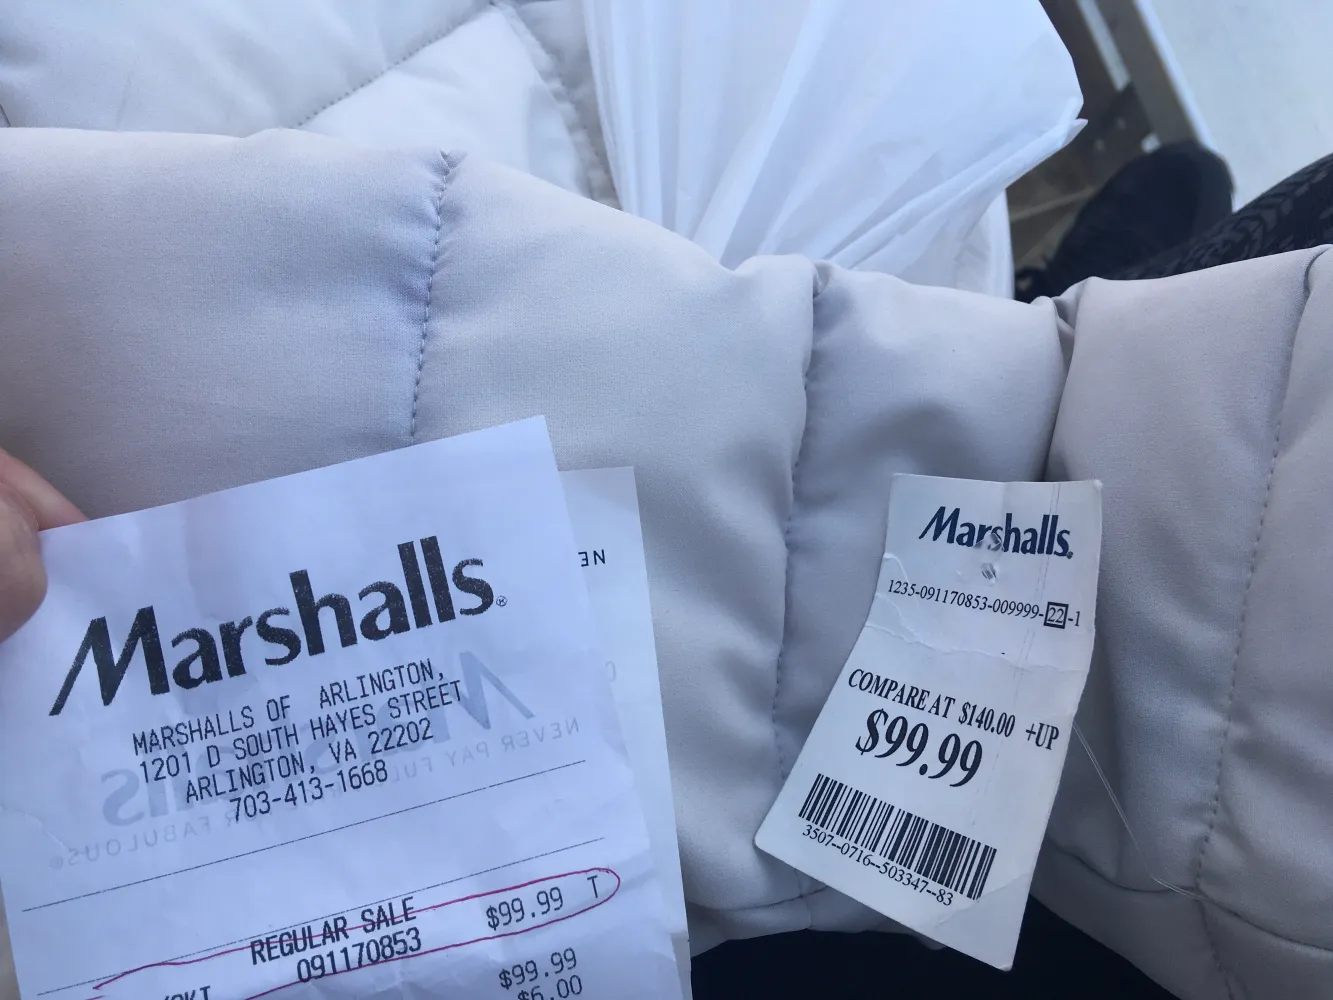 Marshalls®
MARSHALLS OF ARLINGTON,
1201 D SOUTH HAYES STREET
ARLINGTON, VA 22202
703-413-1668
REGULAR SALE
091170853 $99.99 T
$99.99
$6.00
NEVER PAY FUL
R FABULOUS®
NE
Marshalls.
1235-091170853-009999-22-1
COMPARE AT $140.00 +UP
$99.99
3507--0716--503347--83